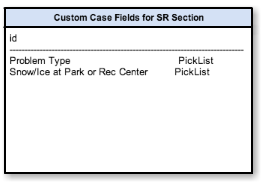 Custom Case Fields for SR Section
id
Problem Type PickList
Snow/Ice at Park or Rec Center PickList